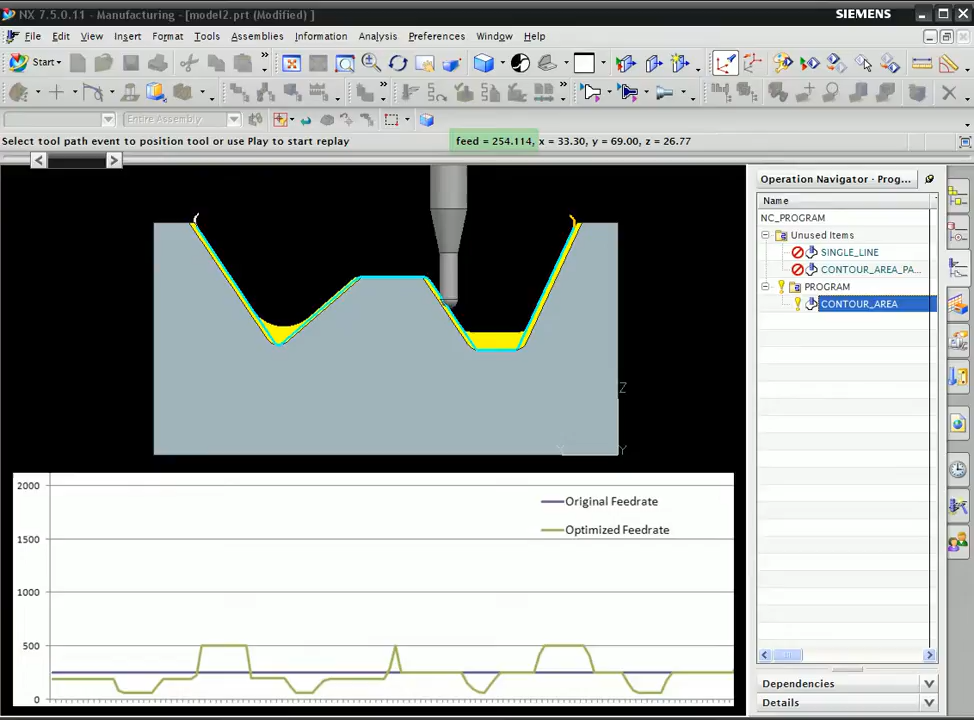 NX 7.5.0.11 - Manufacturing - [model2.prt (Modified) ]
SIEMENS
File Edit View Insert Format Tools Assemblies Information Analysis Preferences Window Help
Start
Entire Assembly
Select tool path event to position tool or use Play to start replay
feed = 254.114, x = 33.30, y = 69.00, z = 26.77
Operation Navigator - Prog...
Name
NC_PROGRAM
Unused Items
SINGLE_LINE
CONTOUR_AREA_PA...
PROGRAM
CONTOUR_AREA
Z
Y
2000
Original Feedrate
Optimized Feedrate
1500
1000
500
0
Dependencies
Details